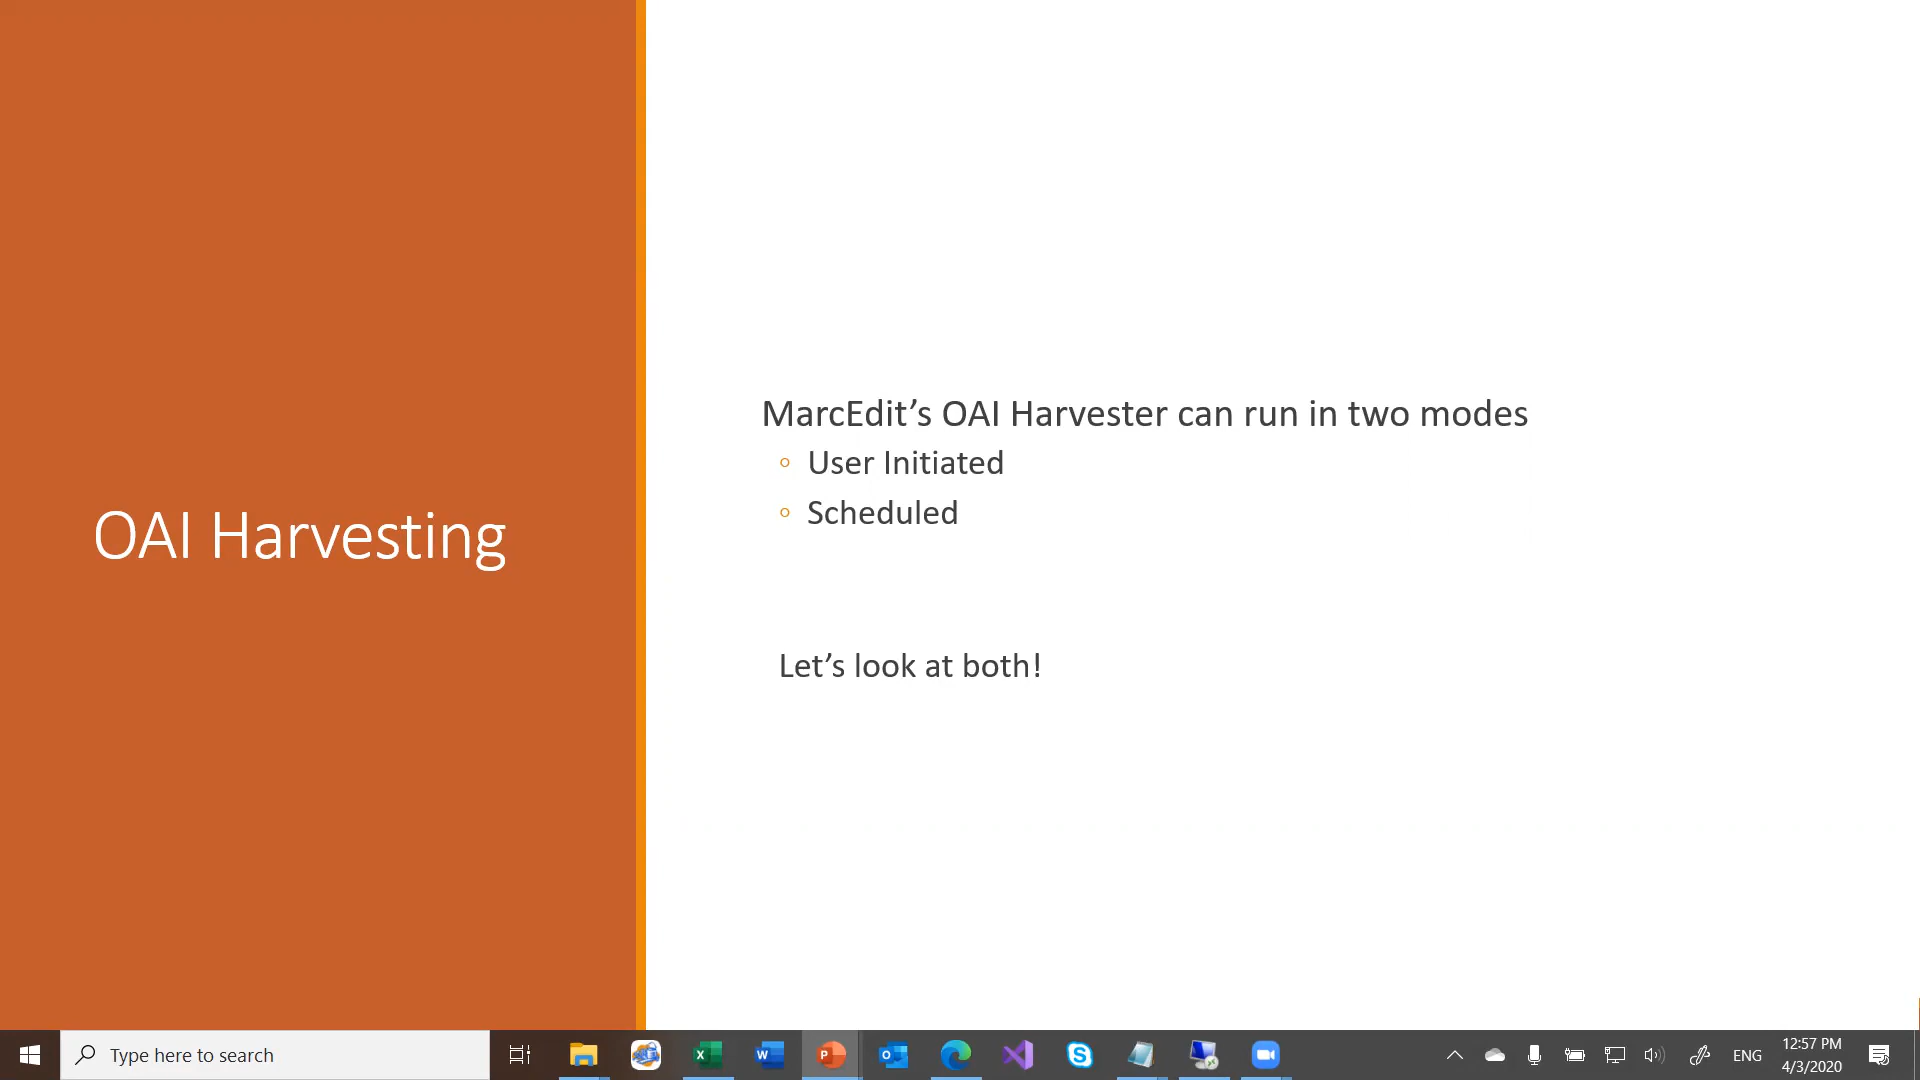 OAI Harvesting
MarcEdit’s OAI Harvester can run in two modes
User Initiated
Scheduled
Let’s look at both!
Type here to search
ENG
12:57 PM
4/3/2020